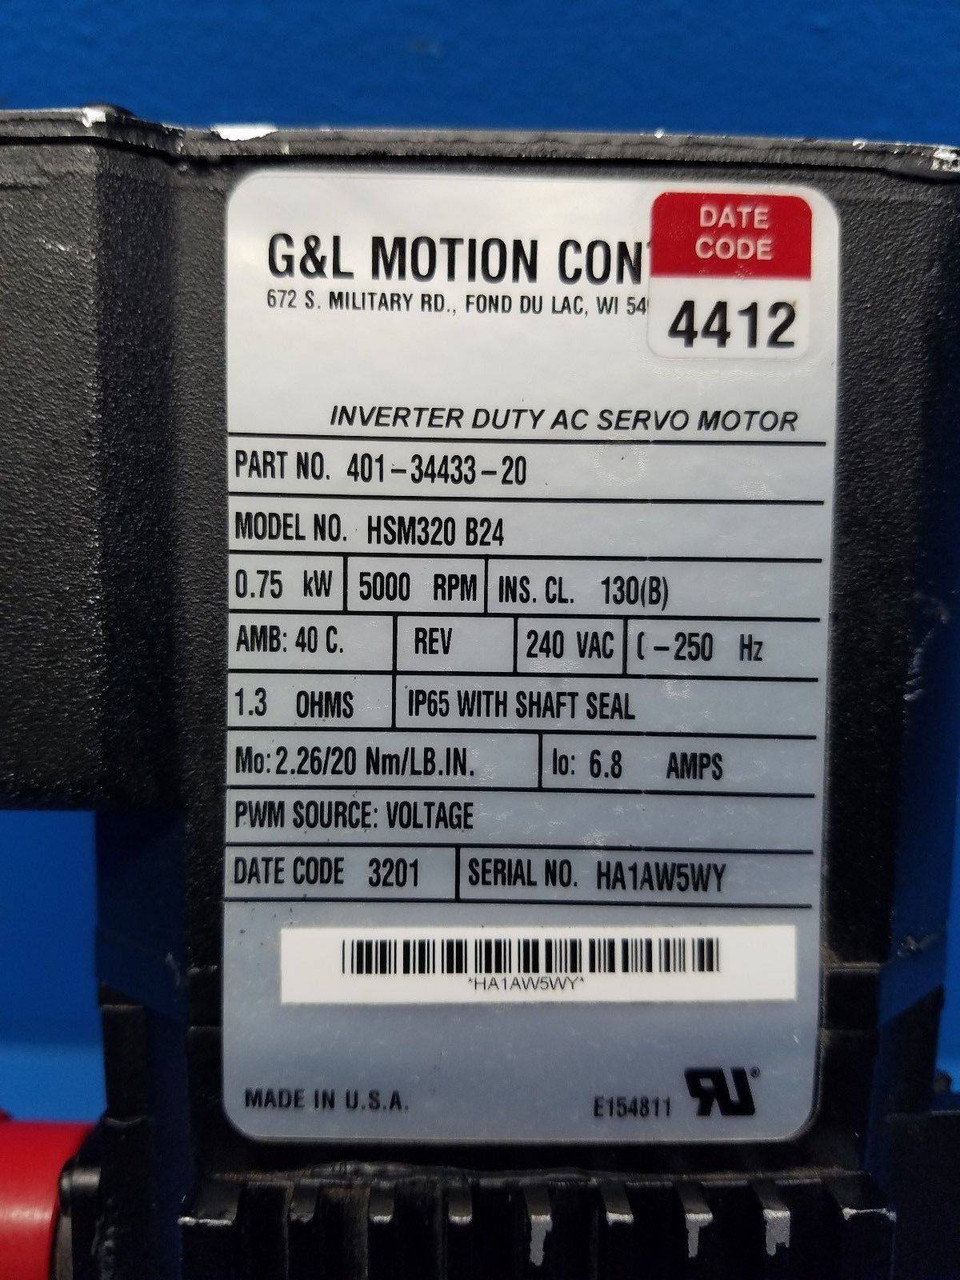 DATE
CODE
4412
G&L MOTION CON
672 S. MILITARY RD., FOND DU LAC, WI 54
INVERTER DUTY AC SERVO MOTOR
PART NO. 401-34433-20
MODEL NO. HSM320 B24
0.75 kW 5000 RPM INS. CL. 130(B)
AMB: 40 C. REV 240 VAC -250 Hz
1.3 OHMS IP65 WITH SHAFT SEAL
Mo: 2.26/20 Nm/LB.IN. Io: 6.8 AMPS
PWM SOURCE: VOLTAGE
DATE CODE 3201 SERIAL NO. HA1AW5WY
*HA1AW5WY*
MADE IN U.S.A. E154811 RU®